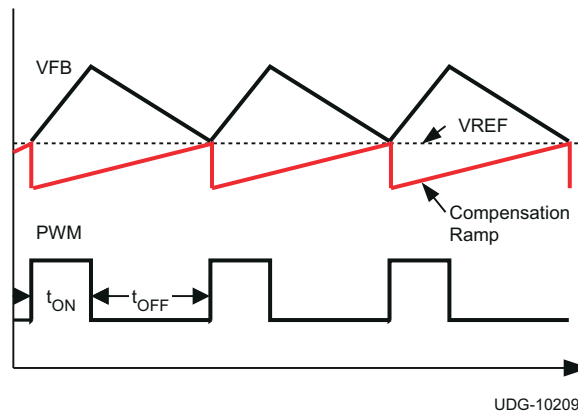 VFB
VREF
Compensation
Ramp
PWM
tON
tOFF
UDG-10209